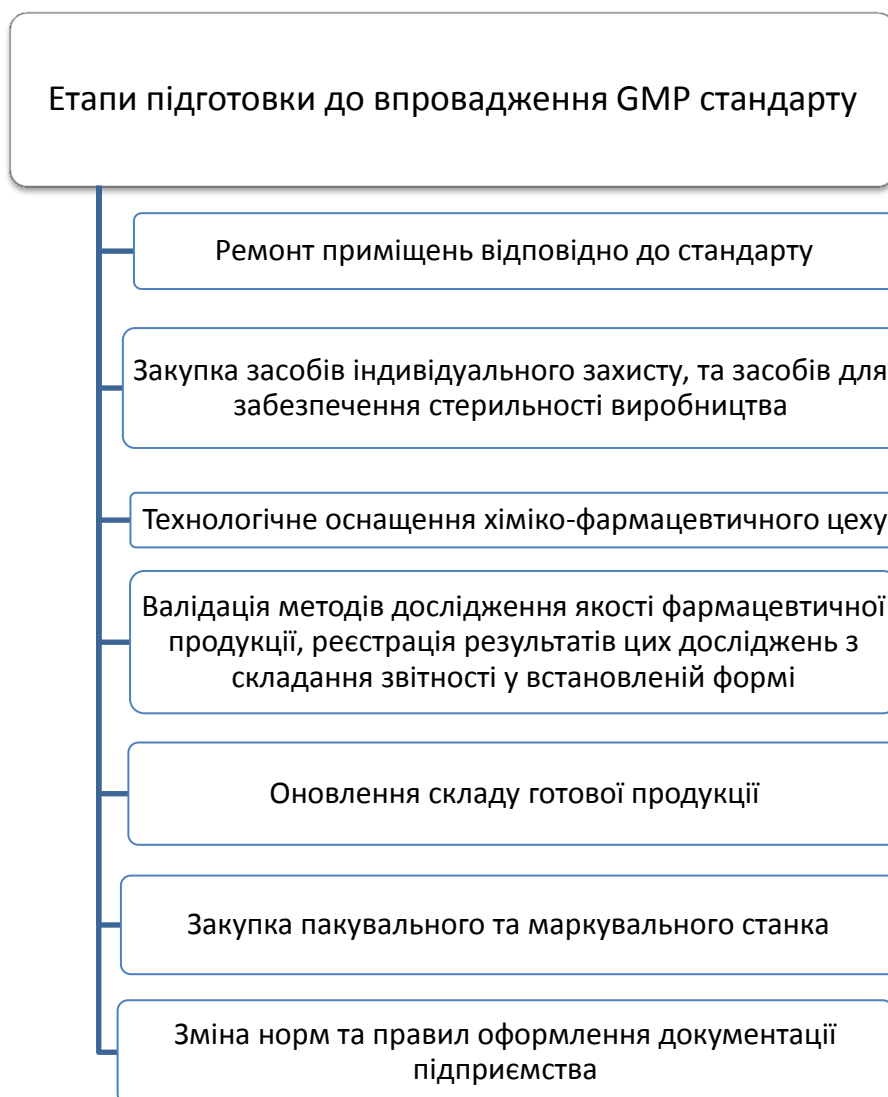 Етапи підготовки до впровадження GMP стандарту
Ремонт приміщень відповідно до стандарту
Закупка засобів індивідуального захисту, та засобів для
забезпечення стерильності виробництва
Технологічне оснащення хіміко-фармацевтичного цеху
Валідація методів дослідження якості фармацевтичної
продукції, реєстрація результатів цих досліджень з
складання звітності у встановленій формі
Оновлення складу готової продукції
Закупка пакувального та маркувального станка
Зміна норм та правил оформлення документації
підприємства